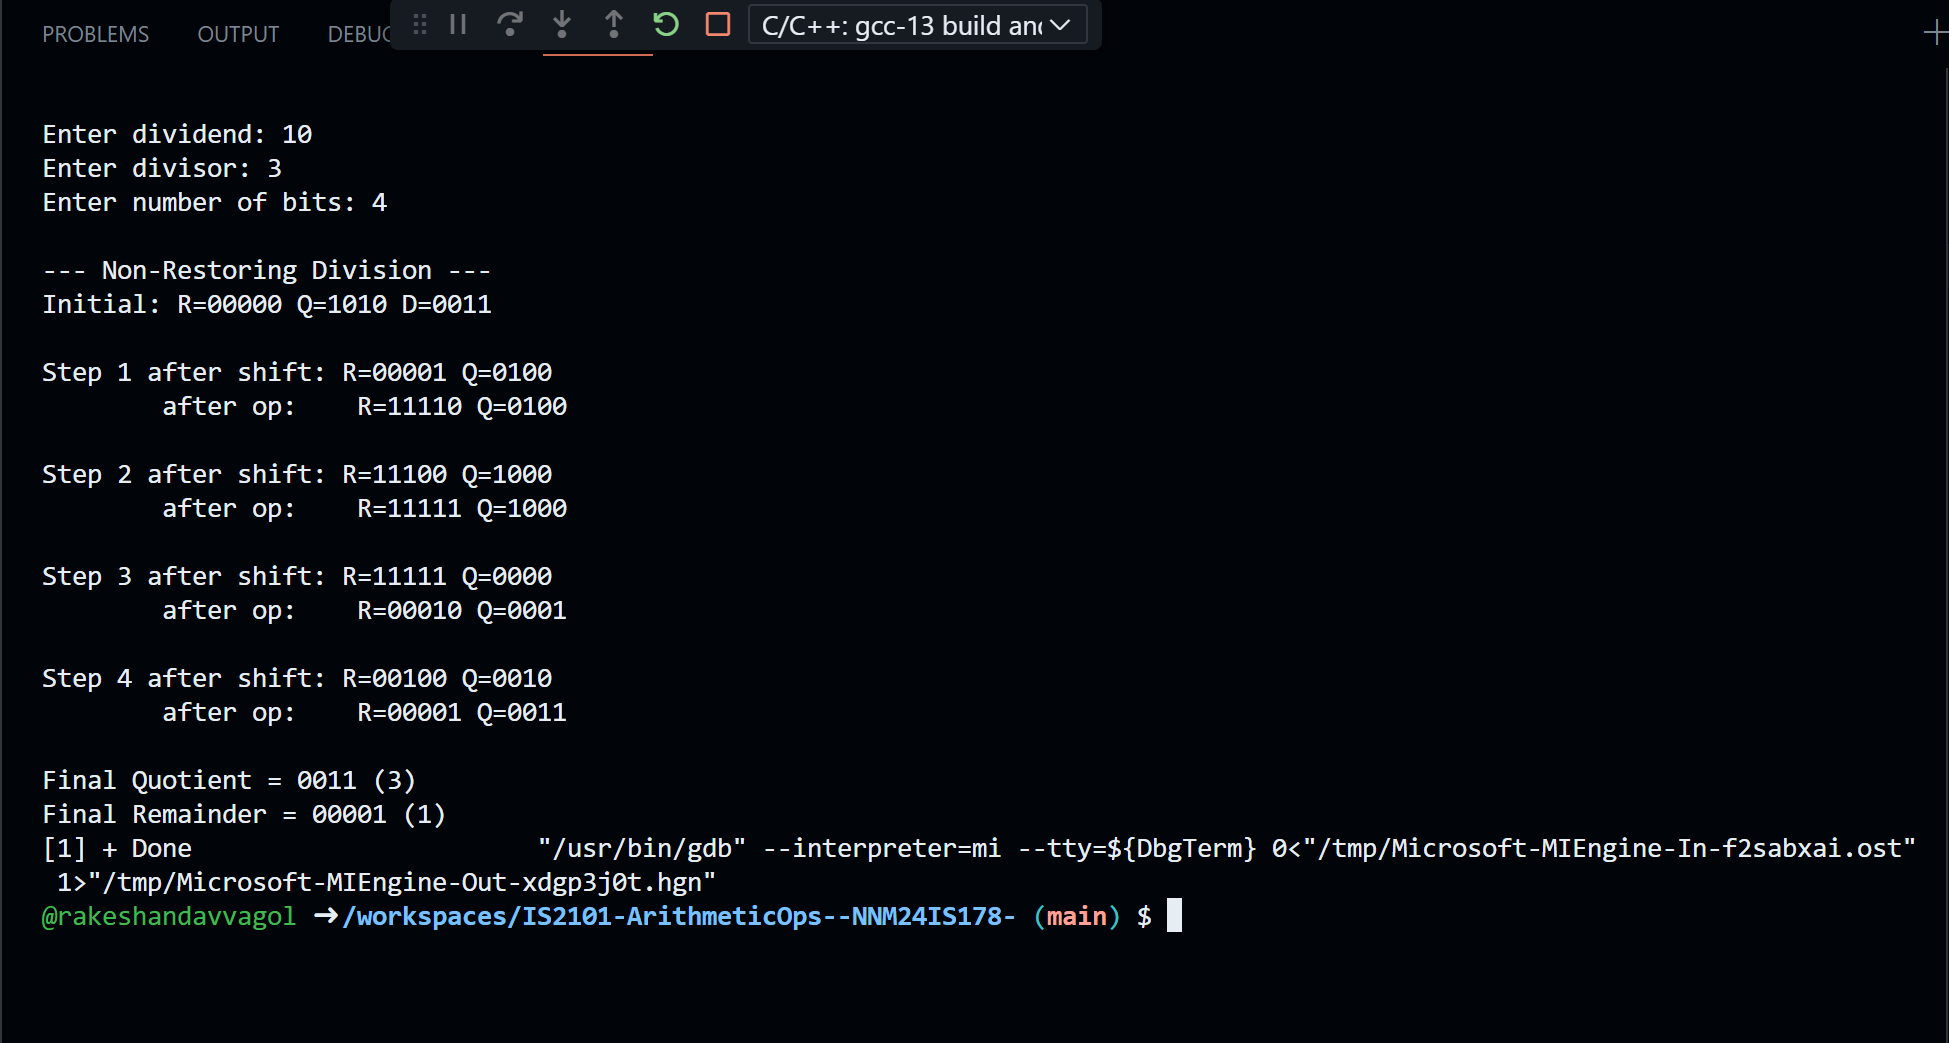 PROBLEMS OUTPUT C/C++: gcc-13 build
Enter dividend: 10
Enter divisor: 3
Enter number of bits: 4
--- Non-Restoring Division ---
Initial: R=00000 Q=1010 D=0011
Step 1 after shift: R=00001 Q=0100
after op: R=11110 Q=0100
Step 2 after shift: R=11100 Q=1000
after op: R=11111 Q=1000
Step 3 after shift: R=11111 Q=0000
after op: R=00010 Q=0001
Step 4 after shift: R=00100 Q=0010
after op: R=00001 Q=0011
Final Quotient = 0011 (3)
Final Remainder = 00001 (1)
[1] + Done "/usr/bin/gdb" --interpreter=mi --tty=${DbgTerm} 0<"/tmp/Microsoft-MIEngine-In-f2sabxai.ost"
1>"/tmp/Microsoft-MIEngine-Out-xdgp3j0t.hgn"
@rakeshandavvagol ➜/workspaces/IS2101-ArithmeticOps--NNM24IS178- (main) $